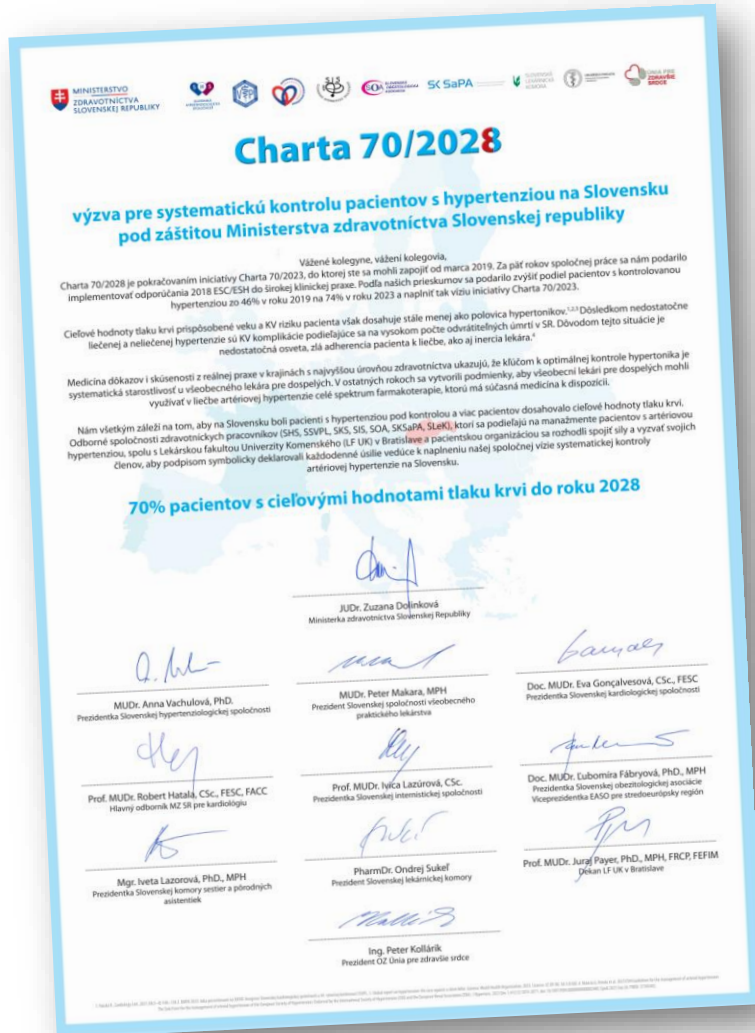 MINISTERSTVO
ZDRAVOTNÍCTVA
SLOVENSKEJ REPUBLIKY
SIS
SOA
SK SaPA
SLOVENSKÁ
LEKÁRNICKÁ
KOMORA
ÚNIA PRE
ZDRAVŠIE
SRDCE
Charta 70/2028
výzva pre systematickú kontrolu pacientov s hypertenziou na Slovensku
pod záštitou Ministerstva zdravotníctva Slovenskej republiky
Vážené kolegyne, vážení kolegovia,
Charta 70/2028 je pokračovaním iniciatívy Charta 70/2023, do ktorej ste sa mohli zapojiť od marca 2019. Za päť rokov spoločnej práce sa nám podarilo
implementovať odporúčania 2018 ESC/ESH do širokej klinickej praxe. Podľa našich prieskumov sa podarilo zvýšiť podiel pacientov s kontrolovanou
hypertenziou zo 46% v roku 2019 na 74% v roku 2023 a naplniť tak víziu iniciatívy Charta 70/2023.
Cieľové hodnoty tlaku krvi prispôsobené veku a KV riziku pacienta však dosahuje stále menej ako polovica hypertonikov.1,2,3 Dôsledkom nedostatočne
liečenej a neliečenej hypertenzie sú KV komplikácie podieľajúce sa na vysokom počte odvrátiteľných úmrtí v SR. Dôvodom tejto situácie je
nedostatočná osveta, zlá adherencia pacienta k liečbe, ako aj inercia lekára.4
Medicína dôkazov i skúsenosti z reálnej praxe v krajinách s najvyššou úrovňou zdravotníctva ukazujú, že kľúčom k optimálnej kontrole hypertonika je
systematická starostlivosť u všeobecného lekára pre dospelých. V ostatných rokoch sa vytvorili podmienky, aby všeobecní lekári pre dospelých mohli
využívať v liečbe artériovej hypertenzie celé spektrum farmakoterapie, ktorú má súčasná medicína k dispozícii.
Nám všetkým záleží na tom, aby na Slovensku boli pacienti s hypertenziou pod kontrolou a viac pacientov dosahovalo cieľové hodnoty tlaku krvi.
Odborné spoločnosti zdravotníckych pracovníkov (SHS, SSVPL, SKS, SIS, SOA, SKSaPA, SLeK), ktorí sa podieľajú na manažmente pacientov s artériovou
hypertenziou, spolu s Lekárskou fakultou Univerzity Komenského (LF UK) v Bratislave a pacientskou organizáciou sa rozhodli spojiť sily a vyzvať svojich
členov, aby podpisom symbolicky deklarovali každodenné úsilie vedúce k naplneniu našej spoločnej vízie systematickej kontroly
artériovej hypertenzie na Slovensku.
70% pacientov s cieľovými hodnotami tlaku krvi do roku 2028
JUDr. Zuzana Dolinková
Ministerka zdravotníctva Slovenskej Republiky
MUDr. Anna Vachulová, PhD.
Prezidentka Slovenskej hypertenziologickej spoločnosti
MUDr. Peter Makara, MPH
Prezident Slovenskej spoločnosti všeobecného
praktického lekárstva
Doc. MUDr. Eva Gonçalvesová, CSc., FESC
Prezidentka Slovenskej kardiologickej spoločnosti
Prof. MUDr. Robert Hatala, CSc., FESC, FACC
Hlavný odborník MZ SR pre kardiológiu
Prof. MUDr. Ivica Lazúrová, CSc.
Prezidentka Slovenskej internistickej spoločnosti
Doc. MUDr. Ľubomíra Fábryová, PhD., MPH
Prezidentka Slovenskej obezitologickej asociácie
Viceprezidentka EASO pre stredoeurópsky región
Mgr. Iveta Lazorová, PhD., MPH
Prezidentka Slovenskej komory sestier a pôrodných
asistentiek
PharmDr. Ondrej Sukeľ
Prezident Slovenskej lekárnickej komory
Prof. MUDr. Juraj Payer, PhD., MPH, FRCP, FEFIM
Dekan LF UK v Bratislave
Ing. Peter Kollárik
Prezident OZ Únia pre zdravšie srdce